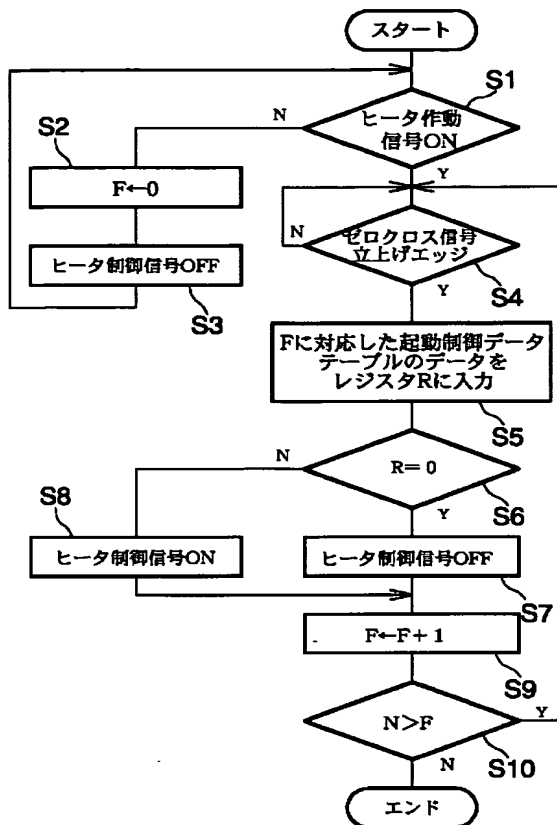 スタート
S1
ヒータ作動
信号ON
N
Y
S2
F←0
ヒータ制御信号OFF
S3
N
ゼロクロス信号
立上げエッジ
S4
Y
Fに対応した起動制御データ
テーブルのデータを
レジスタRに入力
S5
N
R=0
S6
Y
S8
ヒータ制御信号ON
ヒータ制御信号OFF
S7
F←F+1
S9
N>F
Y
S10
N
エンド